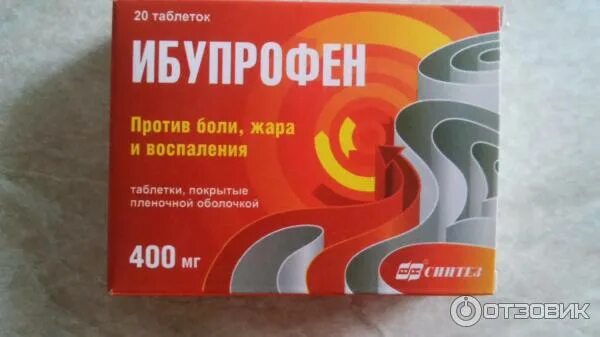 20 таблеток
ИБУПРОФЕН
Против боли, жара
и воспаления
таблетки, покрытые
пленочной оболочкой
400 мг
СИНТЕЗ
ОТЗОВИК